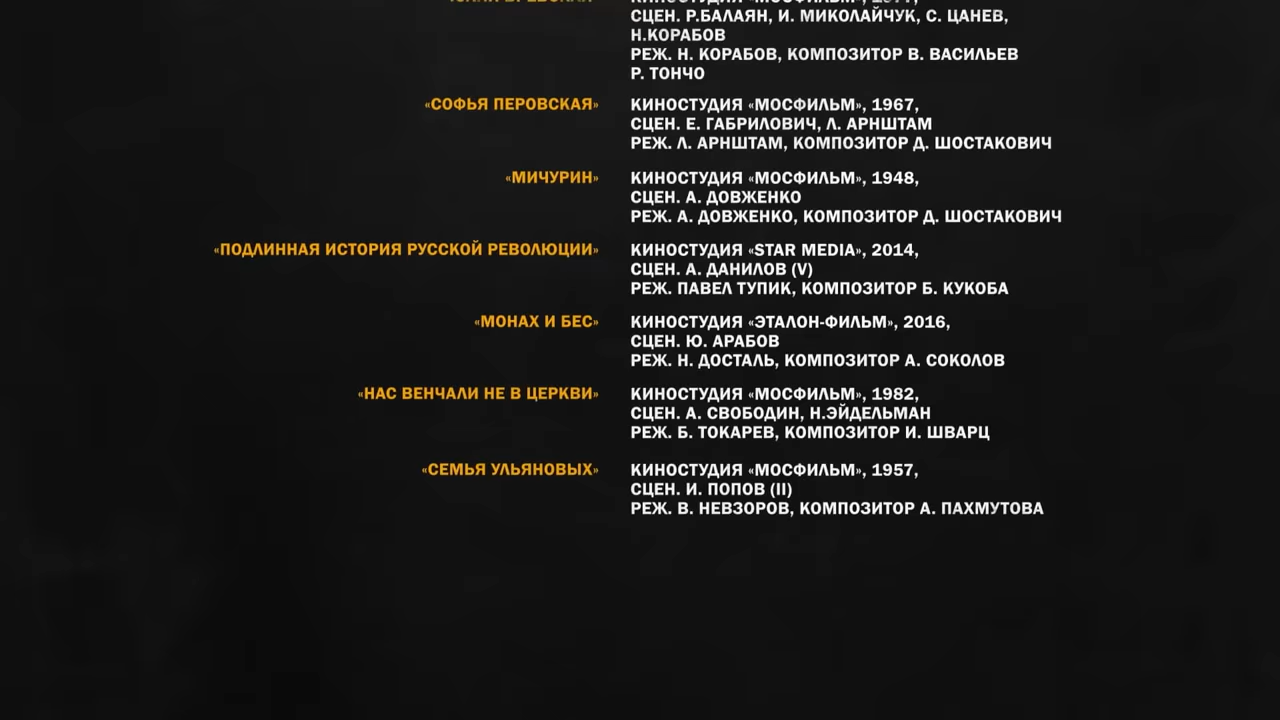 СЦЕН. Р.БАЛАЯН, И. МИКОЛАЙЧУК, С. ЦАНЕВ,
Н.КОРАБОВ
РЕЖ. Н. КОРАБОВ, КОМПОЗИТОР В. ВАСИЛЬЕВ
Р. ТОНЧО
«СОФЬЯ ПЕРОВСКАЯ» КИНОСТУДИЯ «МОСФИЛЬМ», 1967,
СЦЕН. Е. ГАБРИЛОВИЧ, Л. АРНШТАМ
РЕЖ. Л. АРНШТАМ, КОМПОЗИТОР Д. ШОСТАКОВИЧ
«МИЧУРИН» КИНОСТУДИЯ «МОСФИЛЬМ», 1948,
СЦЕН. А. ДОВЖЕНКО
РЕЖ. А. ДОВЖЕНКО, КОМПОЗИТОР Д. ШОСТАКОВИЧ
«ПОДЛИННАЯ ИСТОРИЯ РУССКОЙ РЕВОЛЮЦИИ» КИНОСТУДИЯ «STAR MEDIA», 2014,
СЦЕН. А. ДАНИЛОВ (V)
РЕЖ. ПАВЕЛ ТУПИК, КОМПОЗИТОР Б. КУКОБА
«МОНАХ И БЕС» КИНОСТУДИЯ «ЭТАЛОН-ФИЛЬМ», 2016,
СЦЕН. Ю. АРАБОВ
РЕЖ. Н. ДОСТАЛЬ, КОМПОЗИТОР А. СОКОЛОВ
«НАС ВЕНЧАЛИ НЕ В ЦЕРКВИ» КИНОСТУДИЯ «МОСФИЛЬМ», 1982,
СЦЕН. А. СВОБОДИН, Н.ЭЙДЕЛЬМАН
РЕЖ. Б. ТОКАРЕВ, КОМПОЗИТОР И. ШВАРЦ
«СЕМЬЯ УЛЬЯНОВЫХ» КИНОСТУДИЯ «МОСФИЛЬМ», 1957,
СЦЕН. И. ПОПОВ (II)
РЕЖ. В. НЕВЗОРОВ, КОМПОЗИТОР А. ПАХМУТОВА